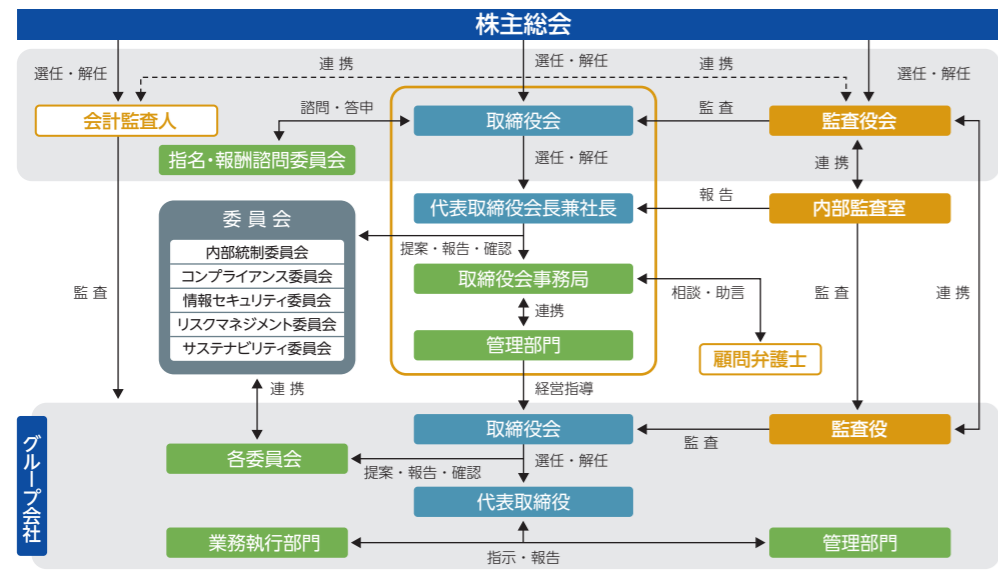 株主総会
選任・解任
連 携
選任・解任
連 携
選任・解任
会計監査人
諮問・答申
取締役会
監 査
監査役会
指名・報酬諮問委員会
選任・解任
連 携
代表取締役会長兼社長
報 告
内部監査室
委 員 会
内部統制委員会
コンプライアンス委員会
情報セキュリティ委員会
リスクマネジメント委員会
サステナビリティ委員会
提案・報告・確認
取締役会事務局
監 査
相談・助言
監 査
連 携
連携
管理部門
顧問弁護士
連 携
経営指導
グループ会社
取締役会
監 査
監査役
各委員会
選任・解任
提案・報告・確認
代表取締役
業務執行部門
管理部門
指示・報告